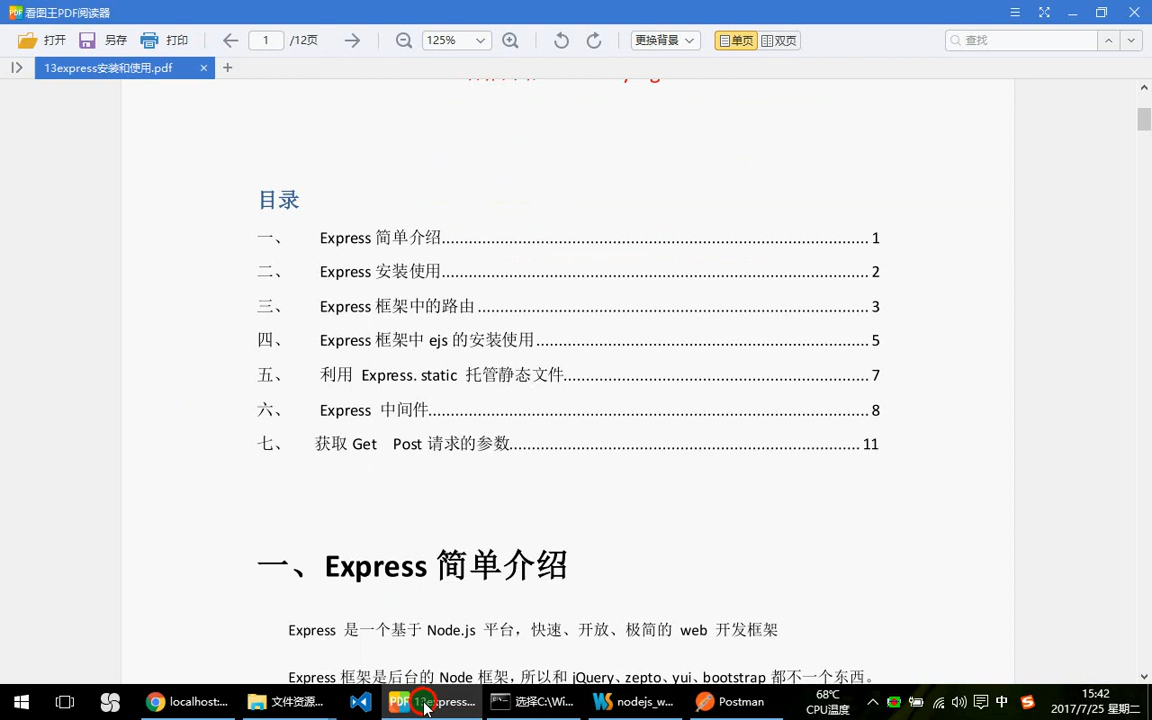 看图王PDF阅读器
打开 另存 打印 1 /12页 125% 更换背景 单页 双页 查找
13express安装和使用.pdf
目录
一、 Express 简单介绍 1
二、 Express 安装使用 2
三、 Express 框架中的路由 3
四、 Express 框架中 ejs 的安装使用 5
五、 利用 Express. static 托管静态文件 7
六、 Express 中间件 8
七、 获取 Get Post 请求的参数 11
一、Express 简单介绍
Express 是一个基于 Node.js 平台，快速、开放、极简的 web 开发框架
Express 框架是后台的 Node 框架，所以和 jQuery、zepto、yui、bootstrap 都不一个东西。
localhost:... 文件资源... 13express... 选择C:\Wi... nodejs_w... Postman 68℃ 中 15:42
CPU温度 2017/7/25 星期二